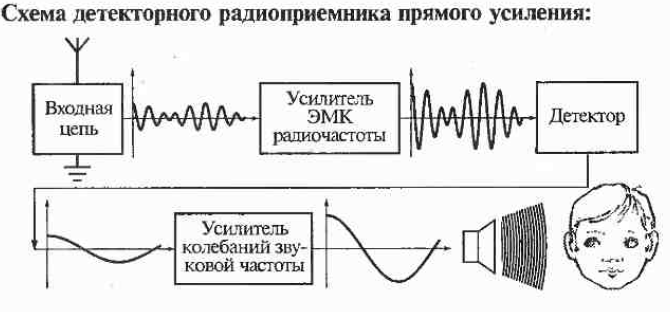 Схема детекторного радиоприемника прямого усиления:
Входная
цепь
Усилитель
ЭМК
радиочастоты
Детектор
Усилитель
колебаний зву-
ковой частоты